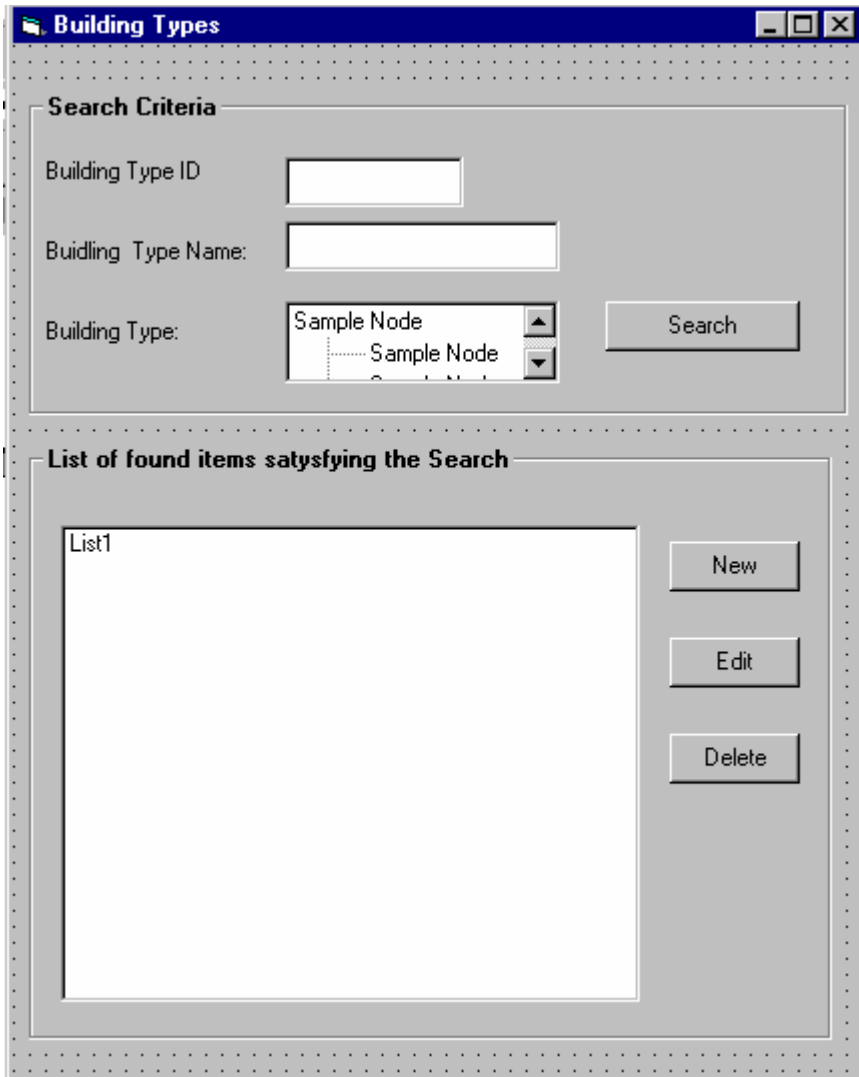 Building Types
Search Criteria
Building Type ID
Buidling Type Name:
Building Type:
Sample Node
Sample Node
Search
List of found items satysfying the Search
List1
New
Edit
Delete